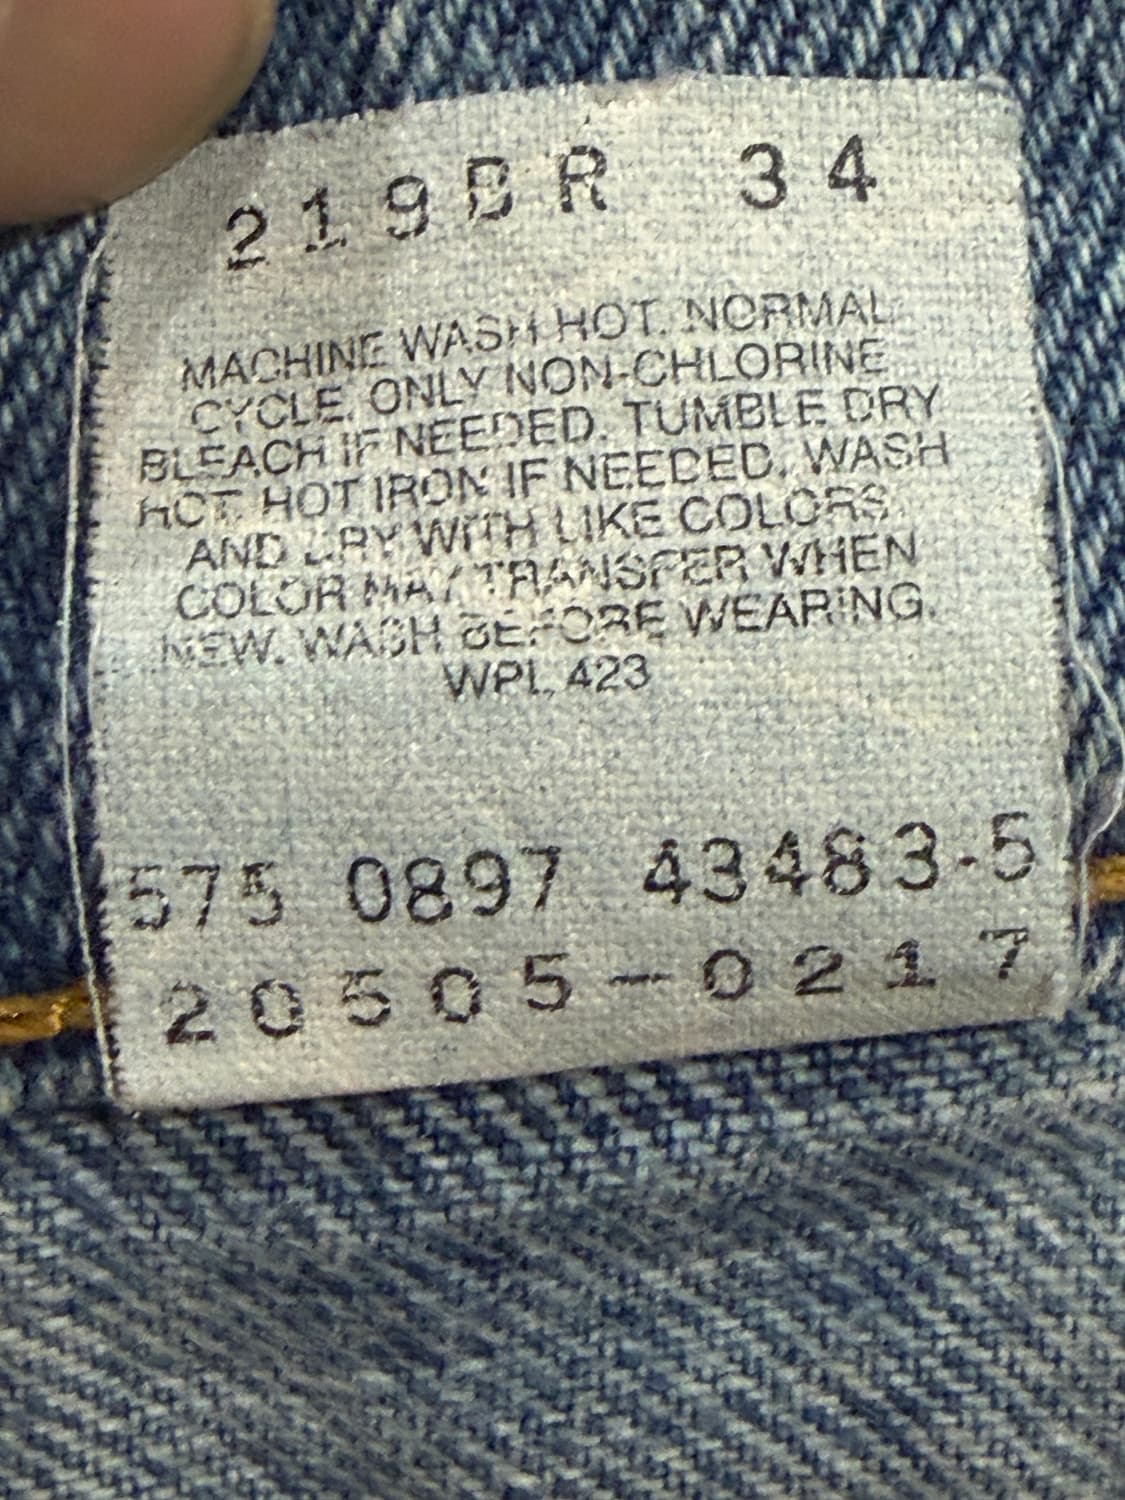 219BR 34
MACHINE WASH HOT. NORMAL
CYCLE. ONLY NON-CHLORINE
BLEACH IF NEEDED. TUMBLE DRY
HOT. HOT IRON IF NEEDED. WASH
AND DRY WITH LIKE COLORS.
COLOR MAY TRANSFER WHEN
NEW. WASH BEFORE WEARING.
WPL 423
575 0897 43483-5
20505-0217